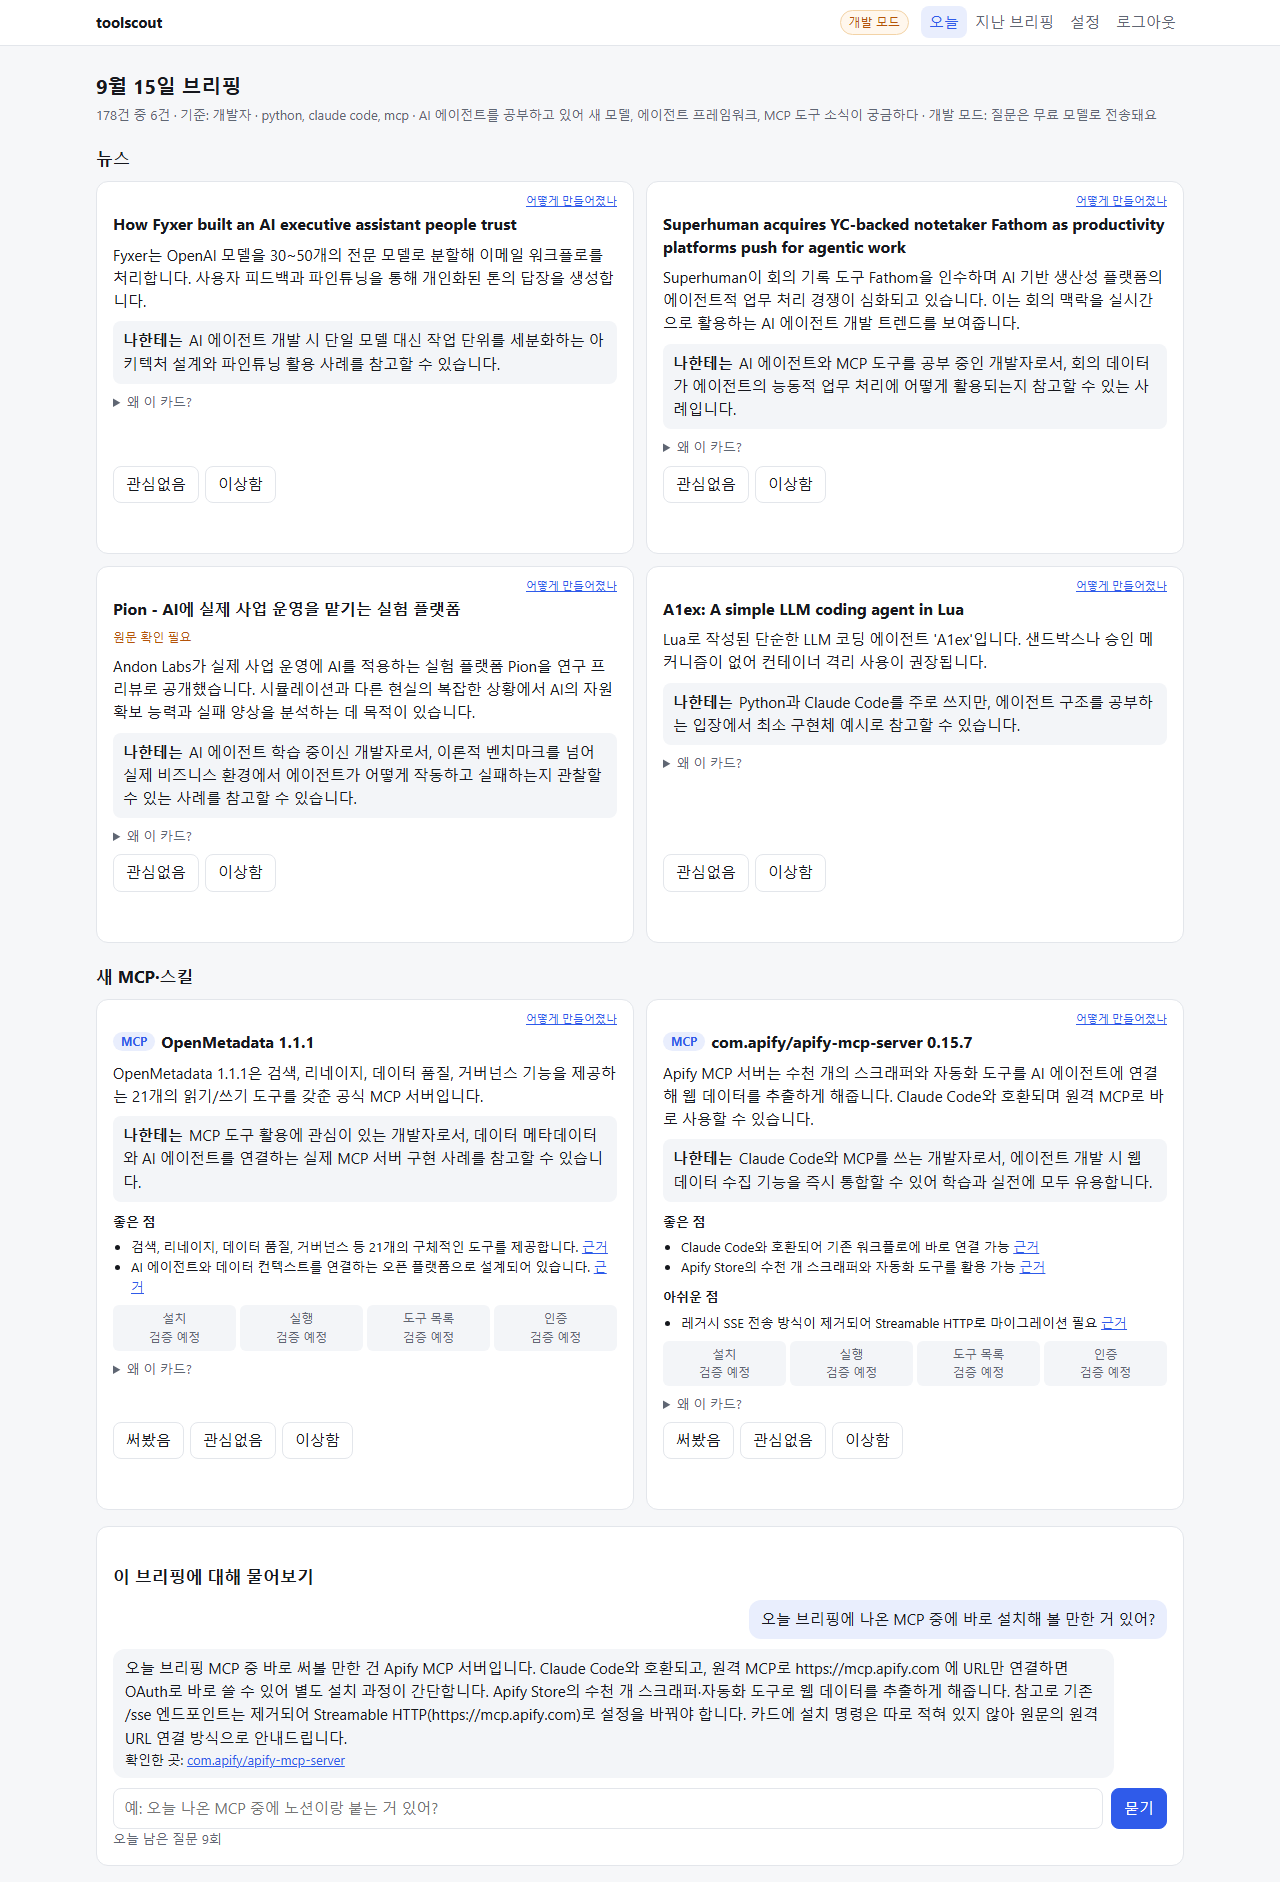 toolscout
개발 모드
오늘
지난 브리핑
설정
로그아웃
9월 15일 브리핑
178건 중 6건 · 기준: 개발자 · python, claude code, mcp · AI 에이전트를 공부하고 있어 새 모델, 에이전트 프레임워크, MCP 도구 소식이 궁금하다 · 개발 모드: 질문은 무료 모델로 전송돼요
뉴스
어떻게 만들어졌나
How Fyxer built an AI executive assistant people trust
Fyxer는 OpenAI 모델을 30~50개의 전문 모델로 분할해 이메일 워크플로를
처리합니다. 사용자 피드백과 파인튜닝을 통해 개인화된 톤의 답장을 생성합
니다.
나한테는 AI 에이전트 개발 시 단일 모델 대신 작업 단위를 세분화하는 아
키텍처 설계와 파인튜닝 활용 사례를 참고할 수 있습니다.
▶ 왜 이 카드?
관심없음
이상함
어떻게 만들어졌나
Superhuman acquires YC-backed notetaker Fathom as productivity
platforms push for agentic work
Superhuman이 회의 기록 도구 Fathom을 인수하며 AI 기반 생산성 플랫폼의
에이전트적 업무 처리 경쟁이 심화되고 있습니다. 이는 회의 맥락을 실시간
으로 활용하는 AI 에이전트 개발 트렌드를 보여줍니다.
나한테는 AI 에이전트와 MCP 도구를 공부 중인 개발자로서, 회의 데이터
가 에이전트의 능동적 업무 처리에 어떻게 활용되는지 참고할 수 있는 사
례입니다.
▶ 왜 이 카드?
관심없음
이상함
어떻게 만들어졌나
Pion - AI에 실제 사업 운영을 맡기는 실험 플랫폼
원문 확인 필요
Andon Labs가 실제 사업 운영에 AI를 적용하는 실험 플랫폼 Pion을 연구 프
리뷰로 공개했습니다. 시뮬레이션과 다른 현실의 복잡한 상황에서 AI의 자원
확보 능력과 실패 양상을 분석하는 데 목적이 있습니다.
나한테는 AI 에이전트 학습 중이신 개발자로서, 이론적 벤치마크를 넘어
실제 비즈니스 환경에서 에이전트가 어떻게 작동하고 실패하는지 관찰할
수 있는 사례를 참고할 수 있습니다.
▶ 왜 이 카드?
관심없음
이상함
어떻게 만들어졌나
A1ex: A simple LLM coding agent in Lua
Lua로 작성된 단순한 LLM 코딩 에이전트 'A1ex'입니다. 샌드박스나 승인 메
커니즘이 없어 컨테이너 격리 사용이 권장됩니다.
나한테는 Python과 Claude Code를 주로 쓰지만, 에이전트 구조를 공부하
는 입장에서 최소 구현체 예시로 참고할 수 있습니다.
▶ 왜 이 카드?
관심없음
이상함
새 MCP·스킬
어떻게 만들어졌나
MCP OpenMetadata 1.1.1
OpenMetadata 1.1.1은 검색, 리네이지, 데이터 품질, 거버넌스 기능을 제공하
는 21개의 읽기/쓰기 도구를 갖춘 공식 MCP 서버입니다.
나한테는 MCP 도구 활용에 관심이 있는 개발자로서, 데이터 메타데이터
와 AI 에이전트를 연결하는 실제 MCP 서버 구현 사례를 참고할 수 있습니
다.
좋은 점
• 검색, 리네이지, 데이터 품질, 거버넌스 등 21개의 구체적인 도구를 제공합니다. 근거
• AI 에이전트와 데이터 컨텍스트를 연결하는 오픈 플랫폼으로 설계되어 있습니다. 근
거
설치
검증 예정
실행
검증 예정
도구 목록
검증 예정
인증
검증 예정
▶ 왜 이 카드?
써봤음
관심없음
이상함
어떻게 만들어졌나
MCP com.apify/apify-mcp-server 0.15.7
Apify MCP 서버는 수천 개의 스크래퍼와 자동화 도구를 AI 에이전트에 연결
해 웹 데이터를 추출하게 해줍니다. Claude Code와 호환되며 원격 MCP로 바
로 사용할 수 있습니다.
나한테는 Claude Code와 MCP를 쓰는 개발자로서, 에이전트 개발 시 웹
데이터 수집 기능을 즉시 통합할 수 있어 학습과 실전에 모두 유용합니다.
좋은 점
• Claude Code와 호환되어 기존 워크플로에 바로 연결 가능 근거
• Apify Store의 수천 개 스크래퍼와 자동화 도구를 활용 가능 근거
아쉬운 점
• 레거시 SSE 전송 방식이 제거되어 Streamable HTTP로 마이그레이션 필요 근거
설치
검증 예정
실행
검증 예정
도구 목록
검증 예정
인증
검증 예정
▶ 왜 이 카드?
써봤음
관심없음
이상함
이 브리핑에 대해 물어보기
오늘 브리핑에 나온 MCP 중에 바로 설치해 볼 만한 거 있어?
오늘 브리핑 MCP 중 바로 써볼 만한 건 Apify MCP 서버입니다. Claude Code와 호환되고, 원격 MCP로 https://mcp.apify.com 에 URL만 연결하면
OAuth로 바로 쓸 수 있어 별도 설치 과정이 간단합니다. Apify Store의 수천 개 스크래퍼·자동화 도구로 웹 데이터를 추출하게 해줍니다. 참고로 기존
/sse 엔드포인트는 제거되어 Streamable HTTP(https://mcp.apify.com)로 설정을 바꿔야 합니다. 카드에 설치 명령은 따로 적혀 있지 않아 원문의 원격
URL 연결 방식으로 안내드립니다.
확인한 곳: com.apify/apify-mcp-server
예: 오늘 나온 MCP 중에 노션이랑 붙는 거 있어?
묻기
오늘 남은 질문 9회